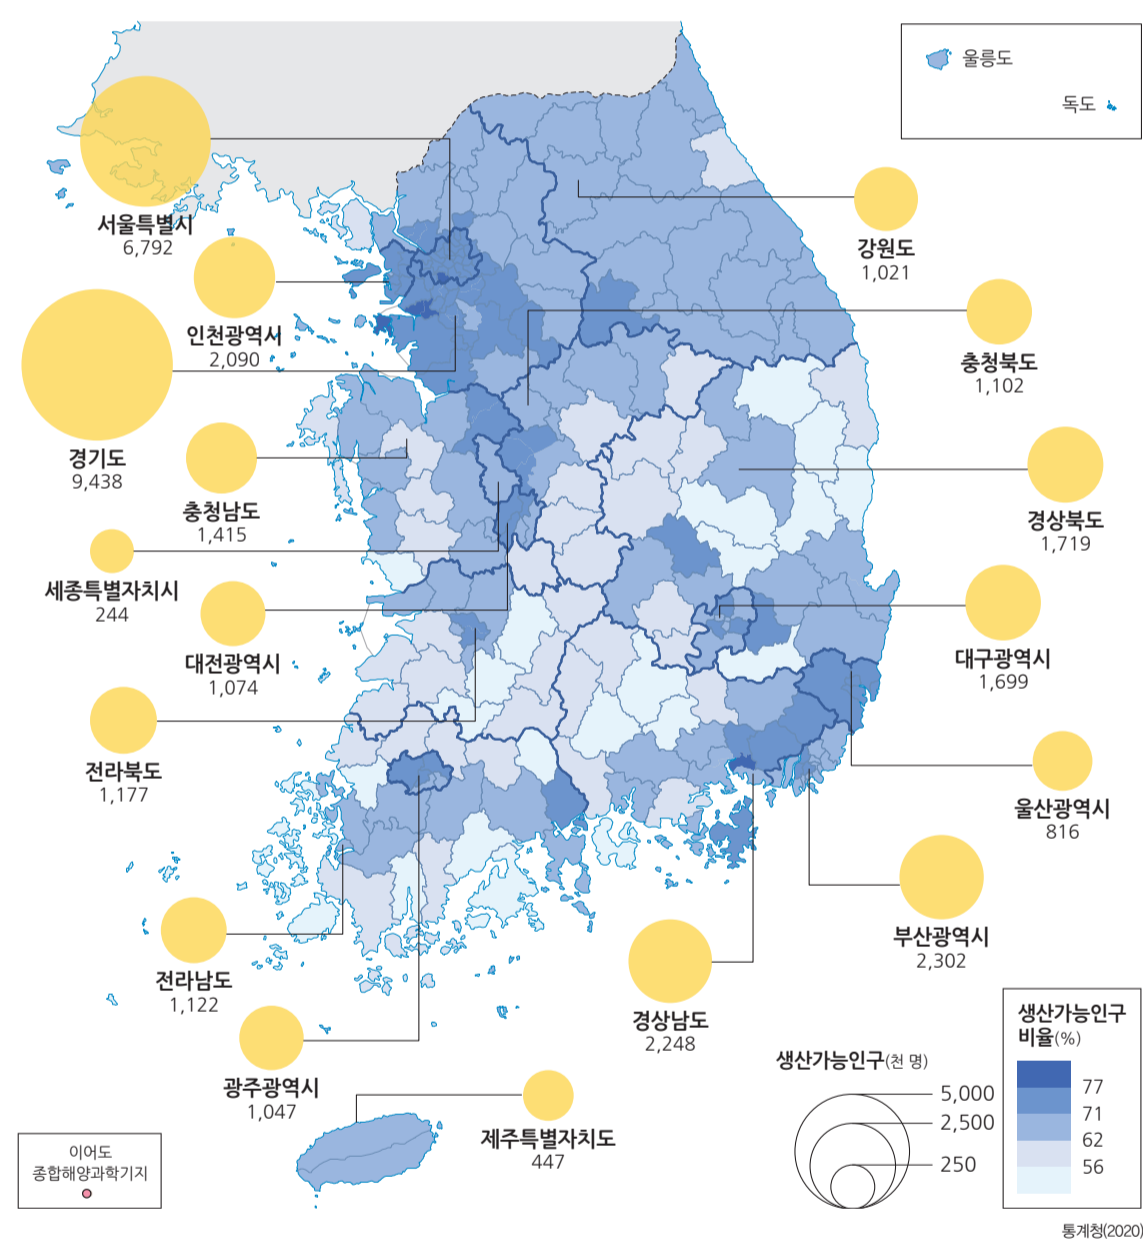 울릉도
독도
서울특별시
6,792
강원도
1,021
인천광역시
2,090
충청북도
1,102
경기도
9,438
충청남도
1,415
경상북도
1,719
세종특별자치시
244
대전광역시
1,074
대구광역시
1,699
전라북도
1,177
울산광역시
816
부산광역시
2,302
전라남도
1,122
경상남도
2,248
광주광역시
1,047
제주특별자치도
447
이어도
종합해양과학기지
생산가능인구(천 명)
5,000
2,500
250
생산가능인구
비율(%)
77
71
62
56
통계청(2020)